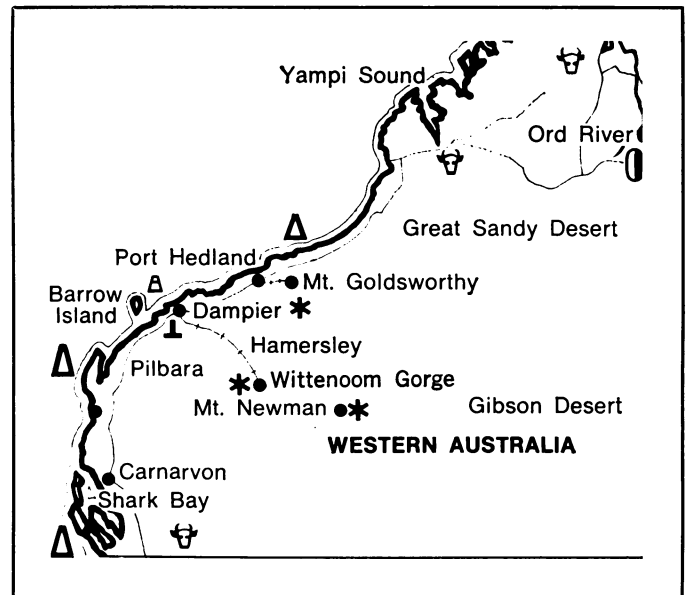 Yampi Sound
Ord River
Great Sandy Desert
Port Hedland
Mt. Goldsworthy
Barrow
Island
Dampier
Hamersley
Pilbara
Wittenoom Gorge
Mt. Newman
Gibson Desert
WESTERN AUSTRALIA
Carnarvon
Shark Bay